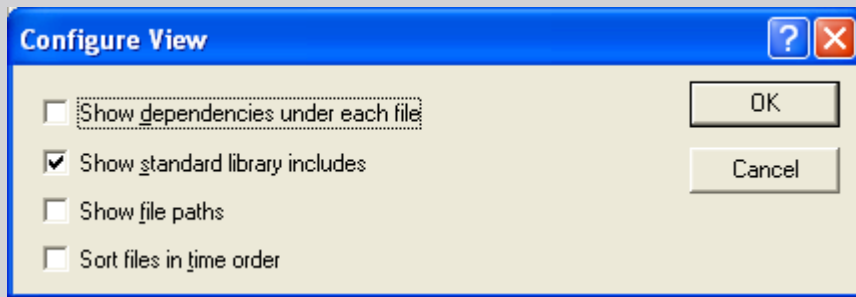 Configure View
?
Show dependencies under each file
OK
Show standard library includes
Cancel
Show file paths
Sort files in time order